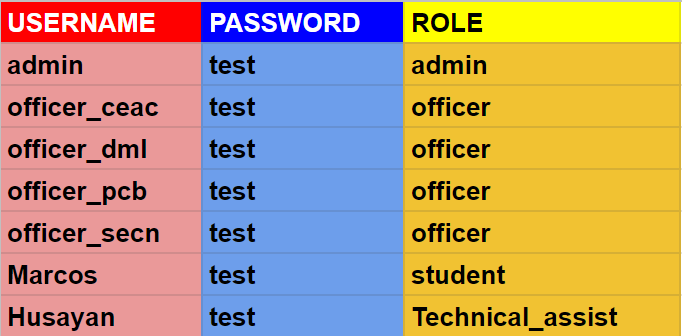 USERNAME PASSWORD ROLE
admin test admin
officer_ceac test officer
officer_dml test officer
officer_pcb test officer
officer_secn test officer
Marcos test student
Husayan test Technical_assist